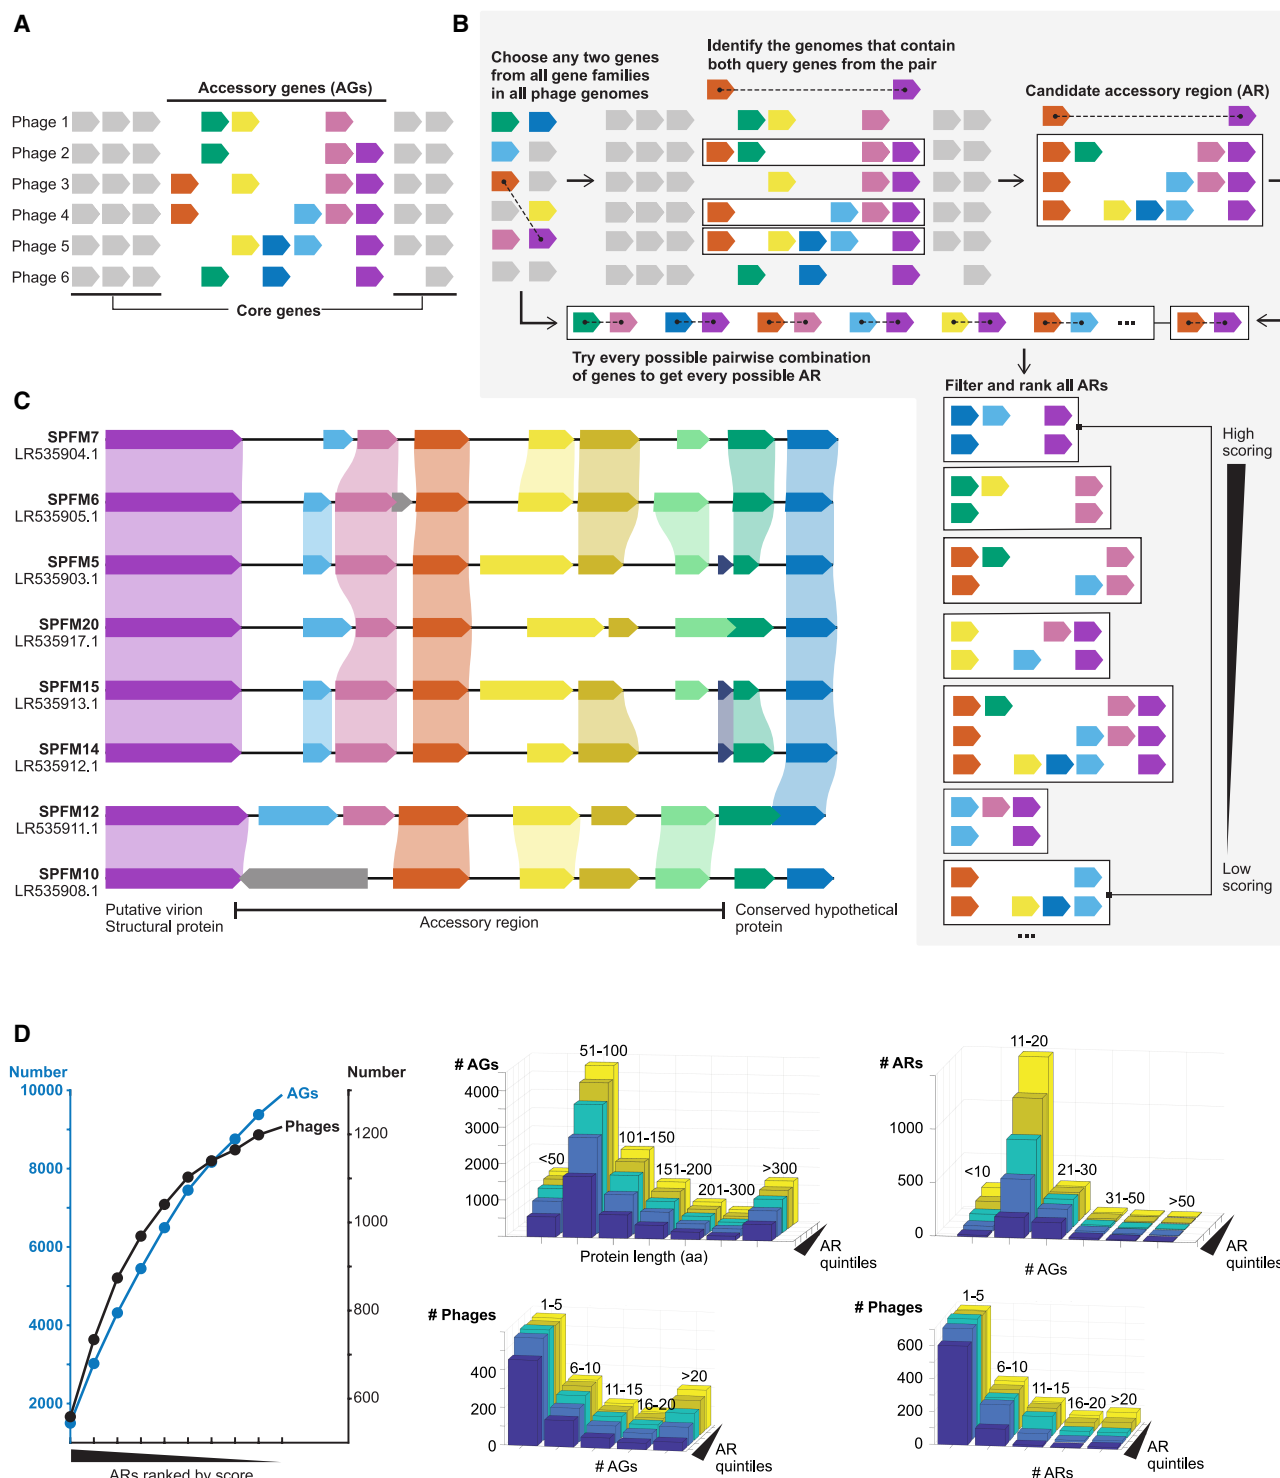 A
Accessory genes (AGs)
Phage 1
Phage 2
Phage 3
Phage 4
Phage 5
Phage 6
Core genes
B
Choose any two genes
from all gene families
in all phage genomes
Identify the genomes that contain
both query genes from the pair
Candidate accessory region (AR)
Try every possible pairwise combination
of genes to get every possible AR
Filter and rank all ARs
High
scoring
Low
scoring
C
SPFM7
LR535904.1
SPFM6
LR535905.1
SPFM5
LR535903.1
SPFM20
LR535917.1
SPFM15
LR535913.1
SPFM14
LR535912.1
SPFM12
LR535911.1
SPFM10
LR535908.1
Putative virion
Structural protein
Accessory region
Conserved hypothetical
protein
D
Number
10000
8000
6000
4000
2000
Number
1200
1000
800
600
AGs
Phages
ARs ranked by score
# AGs
4000
3000
2000
1000
<50
51-100
101-150
151-200
201-300
>300
Protein length (aa)
AR
quintiles
# ARs
1000
500
0
<10
11-20
21-30
31-50
>50
# AGs
AR
quintiles
# Phages
400
200
0
1-5
6-10
11-15
16-20
>20
# AGs
AR
quintiles
# Phages
600
400
200
0
1-5
6-10
11-15
16-20
>20
# ARs
AR
quintiles